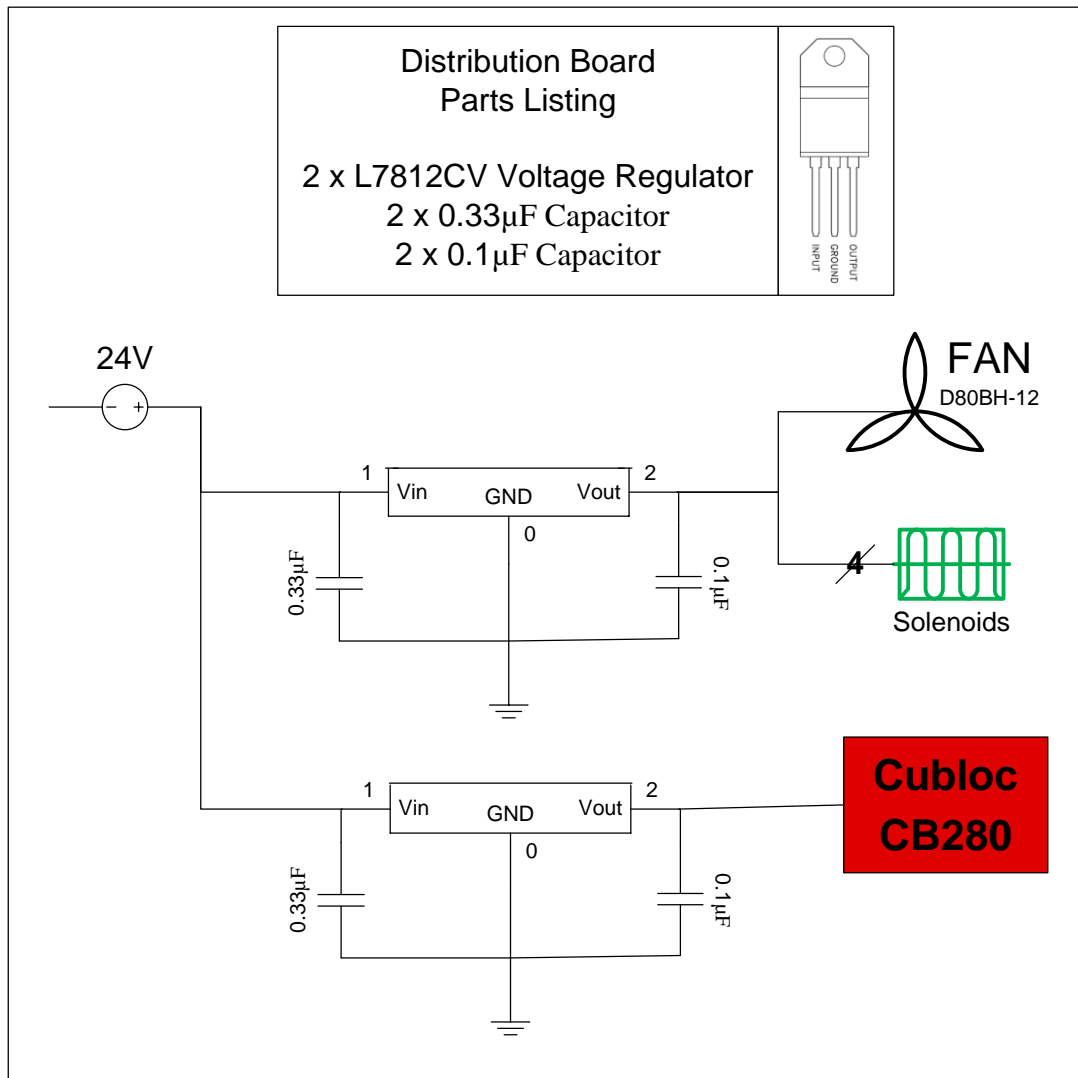 Distribution Board
Parts Listing
2 x L7812CV Voltage Regulator
2 x 0.33µF Capacitor
2 x 0.1µF Capacitor
INPUT
GROUND
OUTPUT
24V
- +
FAN
D80BH-12
1
Vin
GND
Vout
2
0
0.33µF
0.1µF
4
Solenoids
1
Vin
GND
Vout
2
0
0.33µF
0.1µF
Cubloc
CB280